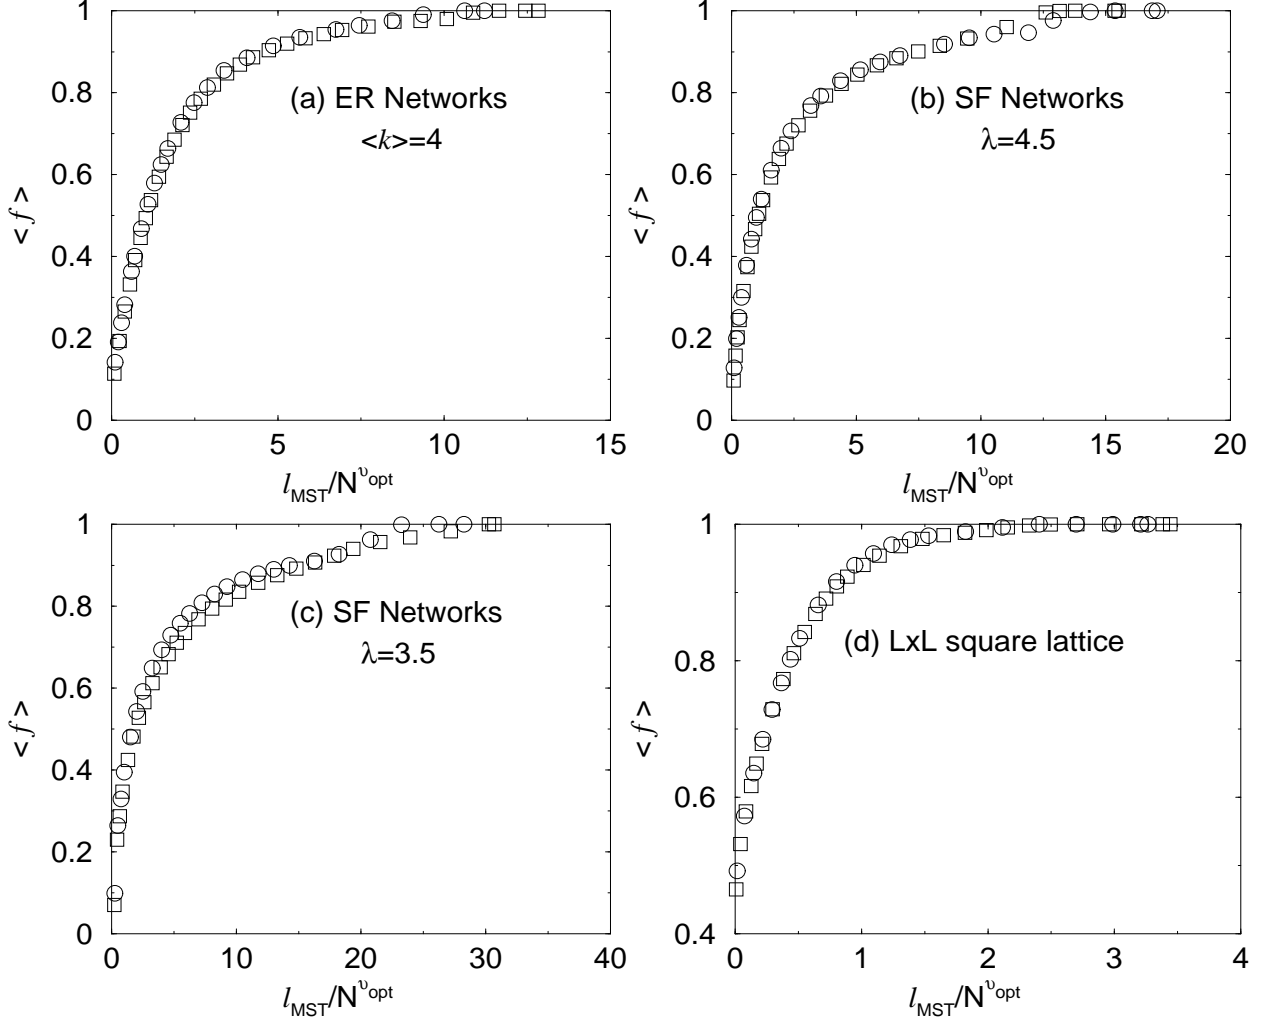 1
0.8
0.6
0.4
0.2
0
(a) ER Networks
<k>=4
< f >
0 5 10 15
l_MST/N^υopt
1
0.8
0.6
0.4
0.2
0
(b) SF Networks
λ=4.5
< f >
0 5 10 15 20
l_MST/N^υopt
1
0.8
0.6
0.4
0.2
0
(c) SF Networks
λ=3.5
< f >
0 10 20 30 40
l_MST/N^υopt
1
0.8
0.6
0.4
(d) LxL square lattice
< f >
0 1 2 3 4
l_MST/N^υopt